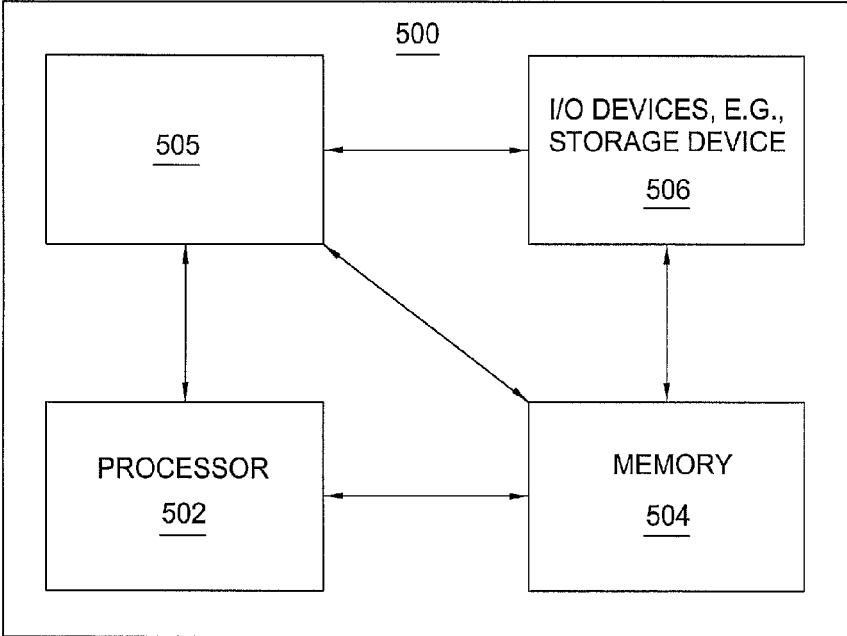 500
505
I/O DEVICES, E.G.,
STORAGE DEVICE
506
PROCESSOR
502
MEMORY
504